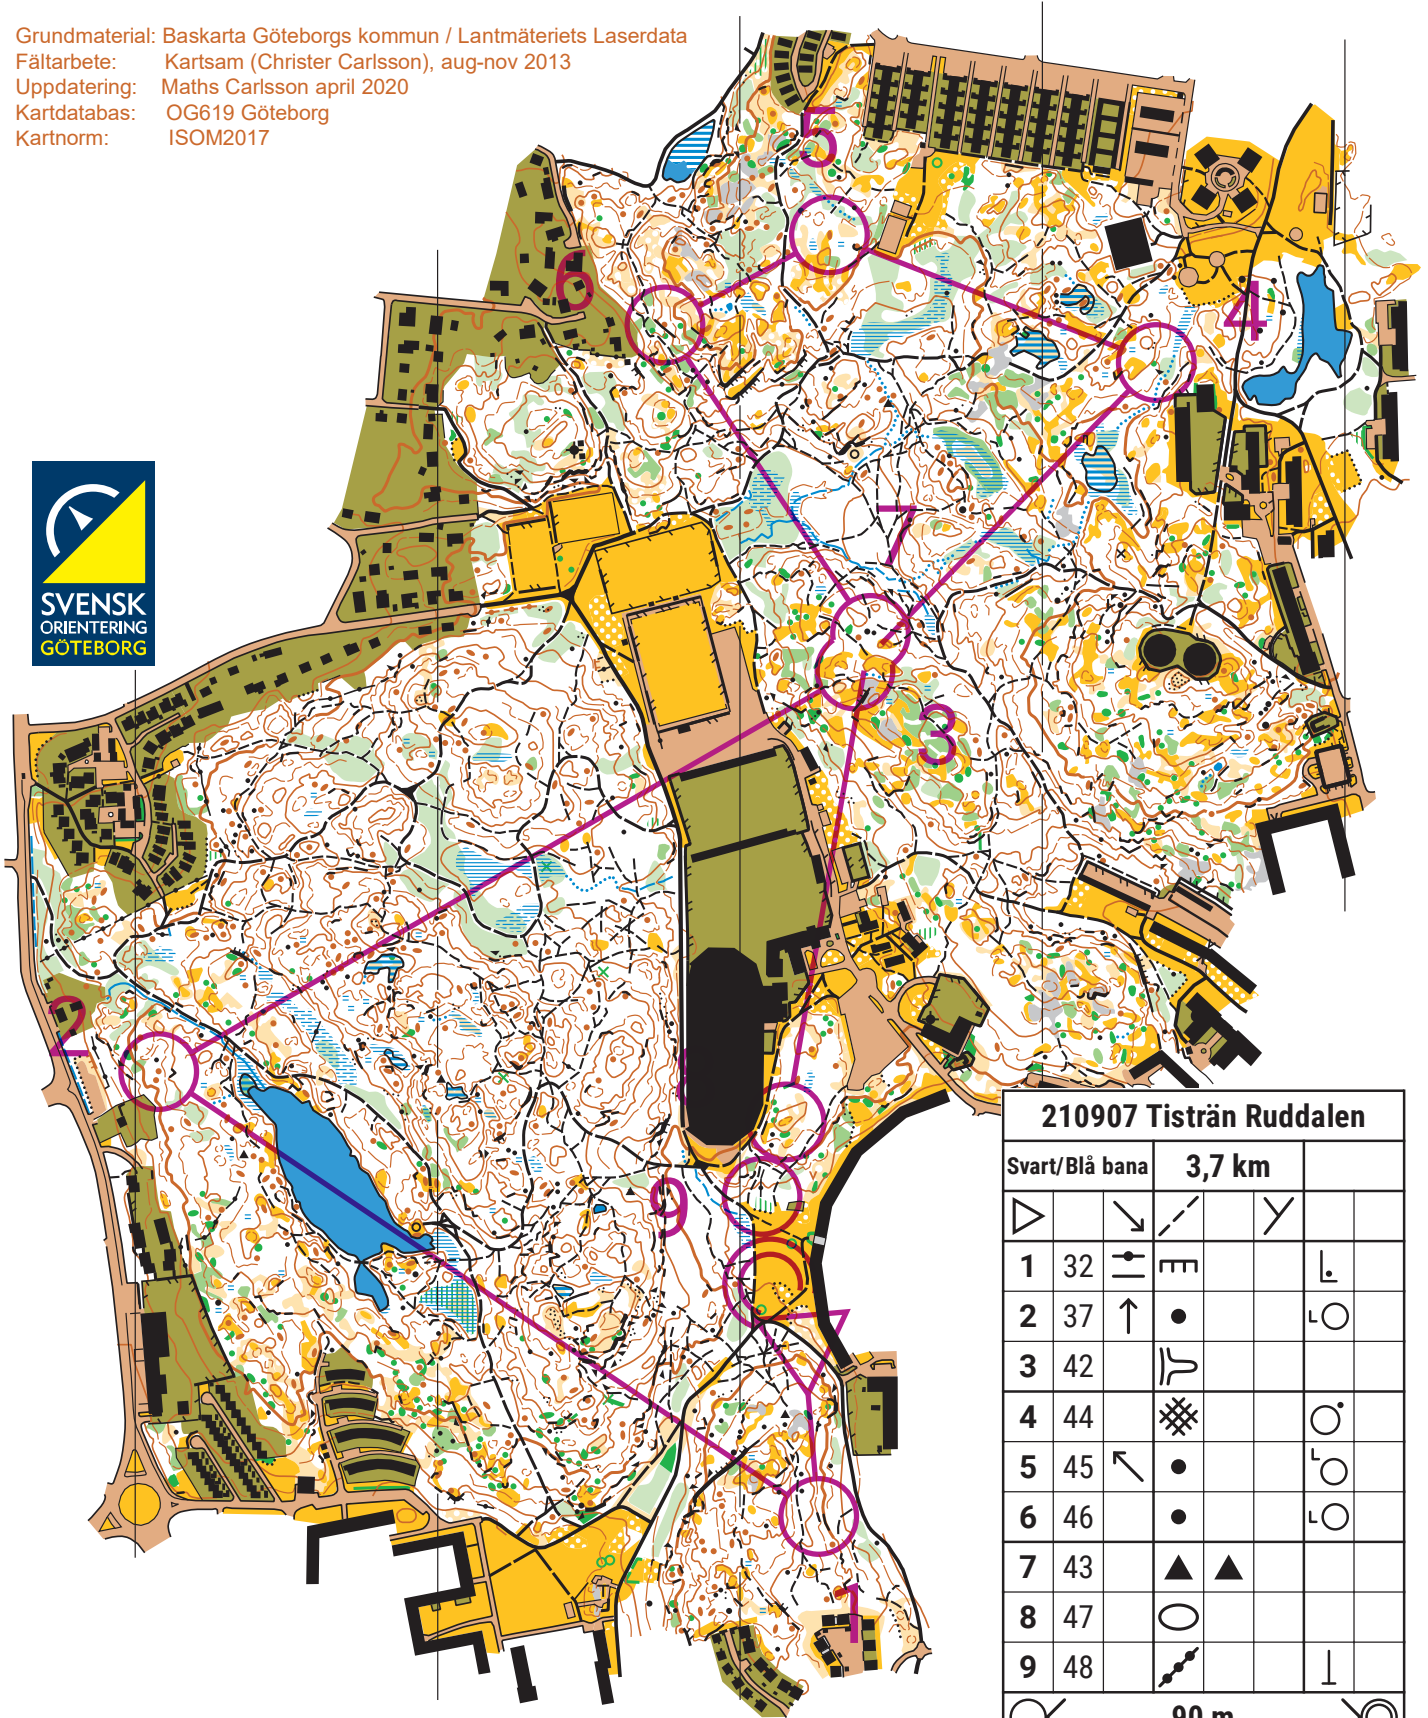 Grundmaterial: Baskarta Göteborgs kommun / Lantmäteriets Laserdata
Fältarbete: Kartsam (Christer Carlsson), aug-nov 2013
Uppdatering: Maths Carlsson april 2020
Kartdatabas: OG619 Göteborg
Kartnorm: ISOM2017
5
6
4
SVENSK
ORIENTERING
GÖTEBORG
7
3
2
9
1
210907 Tisträn Ruddalen
Svart/Blå bana 3,7 km
1 32
2 37
3 42
4 44
5 45
6 46
7 43
8 47
9 48
90 m